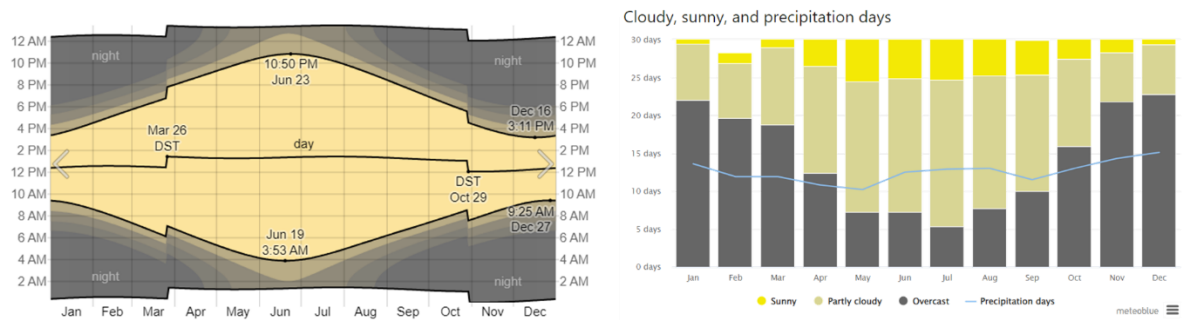 12 AM
10 PM
8 PM
6 PM
4 PM
2 PM
12 PM
10 AM
8 AM
6 AM
4 AM
2 AM
night
night
10:50 PM
Jun 23
Dec 16
3:11 PM
Mar 26
DST
day
DST
Oct 29
9:25 AM
Dec 27
Jun 19
3:53 AM
night
night
12 AM
10 PM
8 PM
6 PM
4 PM
2 PM
12 PM
10 AM
8 AM
6 AM
4 AM
2 AM
Jan Feb Mar Apr May Jun Jul Aug Sep Oct Nov Dec
Cloudy, sunny, and precipitation days
30 days
25 days
20 days
15 days
10 days
5 days
0 days
Jan Feb Mar Apr May Jun Jul Aug Sep Oct Nov Dec
Sunny Partly cloudy Overcast Precipitation days
meteoblue